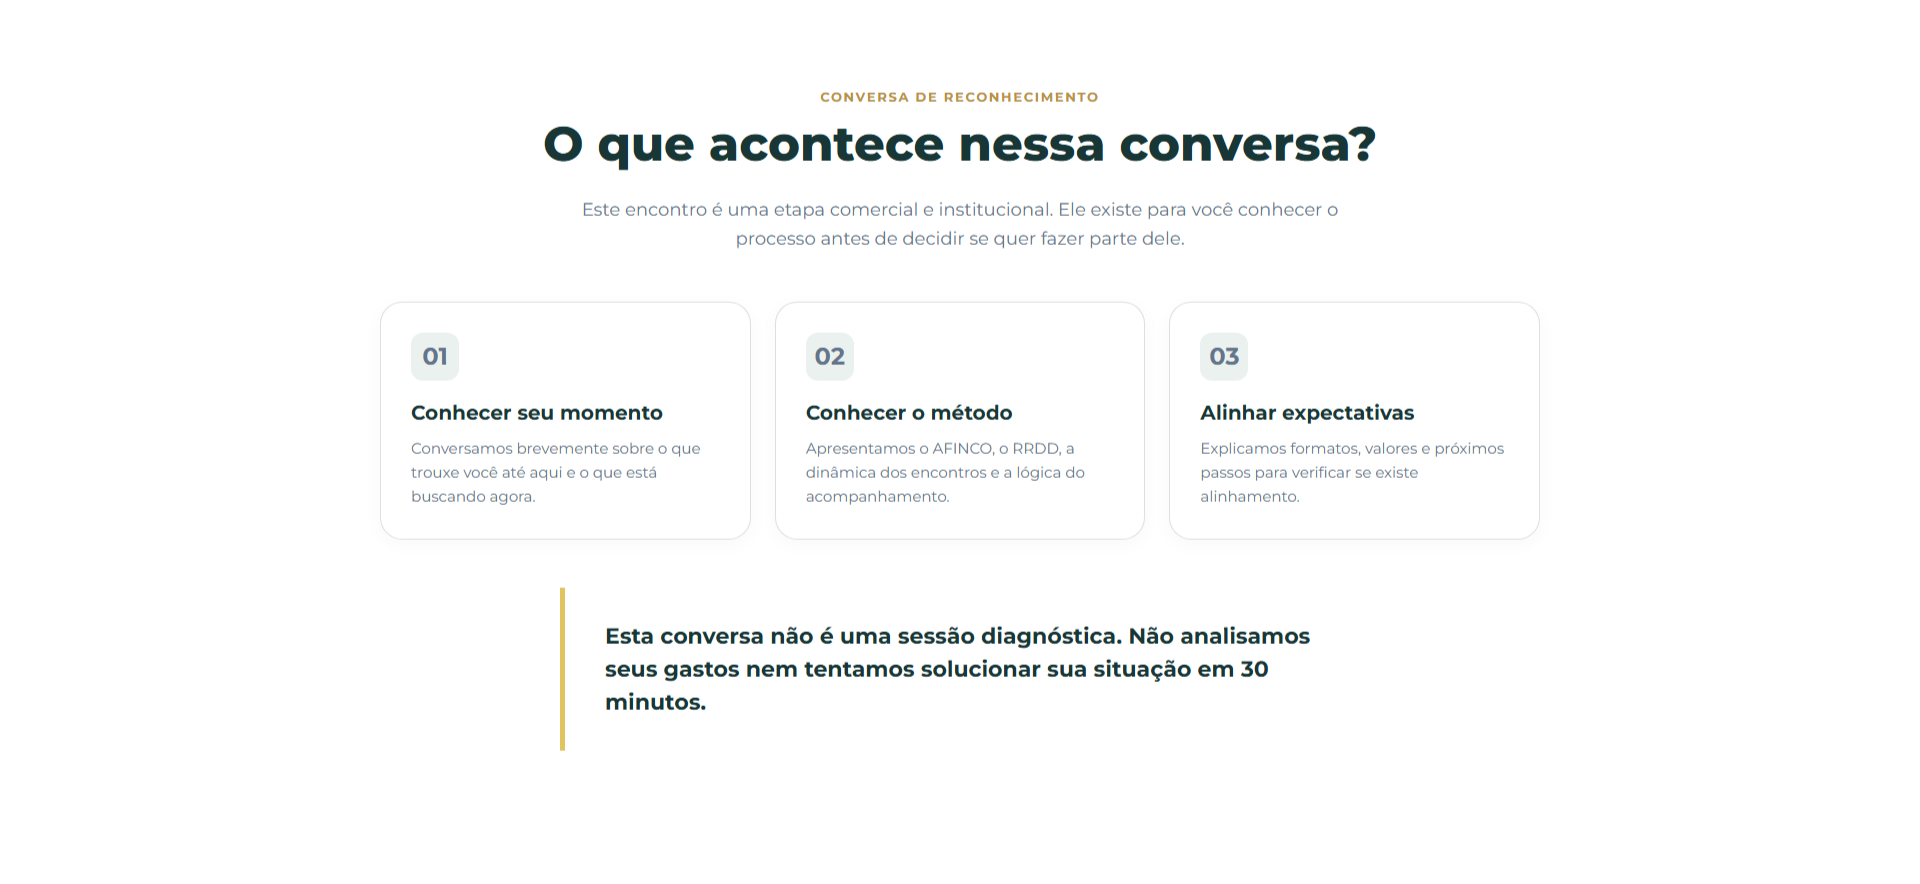 CONVERSA DE RECONHECIMENTO
O que acontece nessa conversa?
Este encontro é uma etapa comercial e institucional. Ele existe para você conhecer o
processo antes de decidir se quer fazer parte dele.
01
Conhecer seu momento
Conversamos brevemente sobre o que
trouxe você até aqui e o que está
buscando agora.
02
Conhecer o método
Apresentamos o AFINCO, o RRDD, a
dinâmica dos encontros e a lógica do
acompanhamento.
03
Alinhar expectativas
Explicamos formatos, valores e próximos
passos para verificar se existe
alinhamento.
Esta conversa não é uma sessão diagnóstica. Não analisamos
seus gastos nem tentamos solucionar sua situação em 30
minutos.